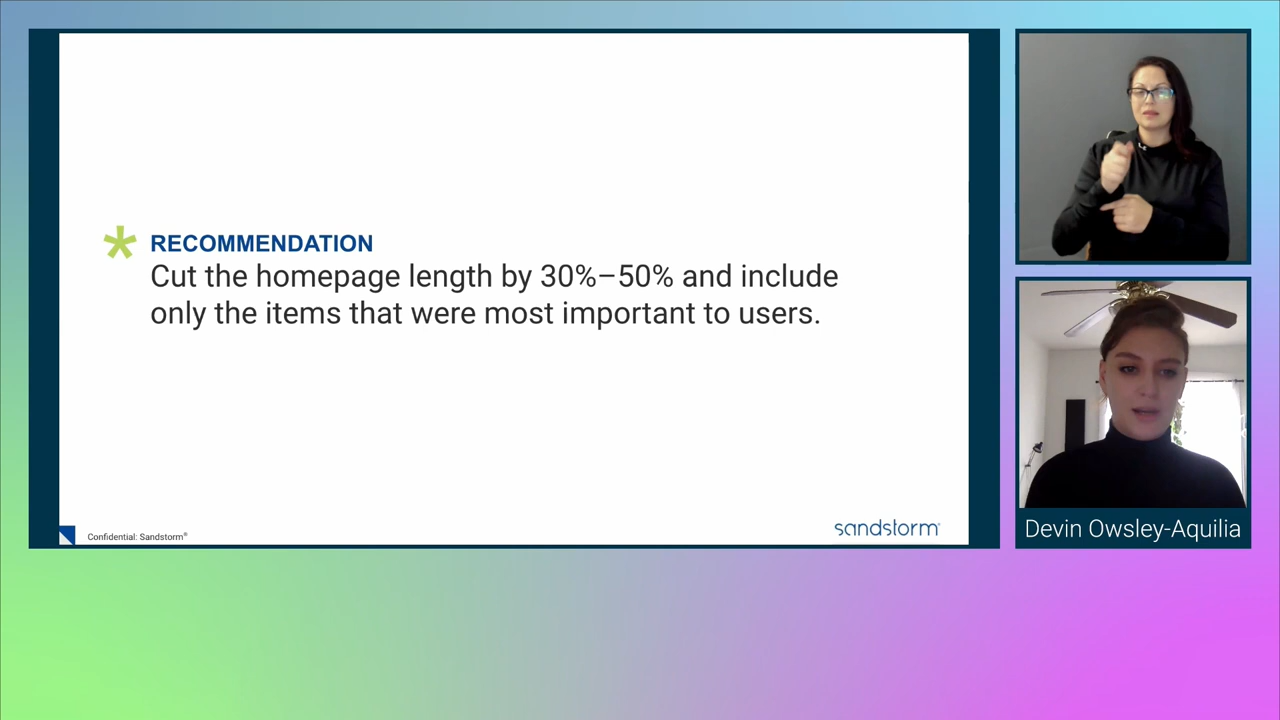 RECOMMENDATION
Cut the homepage length by 30%–50% and include
only the items that were most important to users.
Confidential: Sandstorm®
sandstorm
Devin Owsley-Aquilia